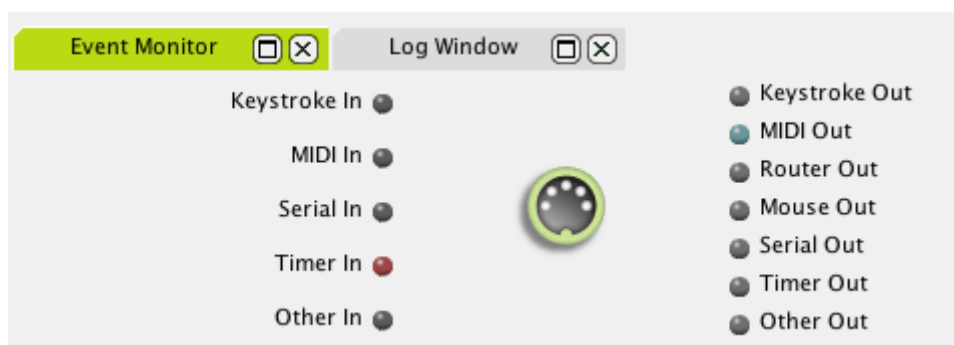 Event Monitor
Log Window
Keystroke In
MIDI In
Serial In
Timer In
Other In
Keystroke Out
MIDI Out
Router Out
Mouse Out
Serial Out
Timer Out
Other Out